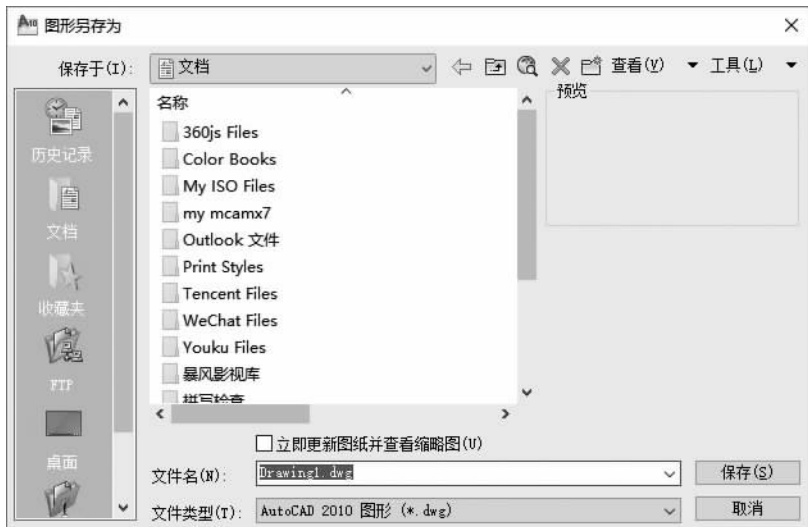 图形另存为
保存于(I):
文档
查看(V)
工具(L)
历史记录
文档
收藏夹
FTP
桌面
名称
360js Files
Color Books
My ISO Files
my mcamx7
Outlook 文件
Print Styles
Tencent Files
WeChat Files
Youku Files
暴风影视库
拼写检查
预览
立即更新图纸并查看缩略图(U)
文件名(N):
Drawing1.dwg
保存(S)
文件类型(T):
AutoCAD 2010 图形 (*.dwg)
取消